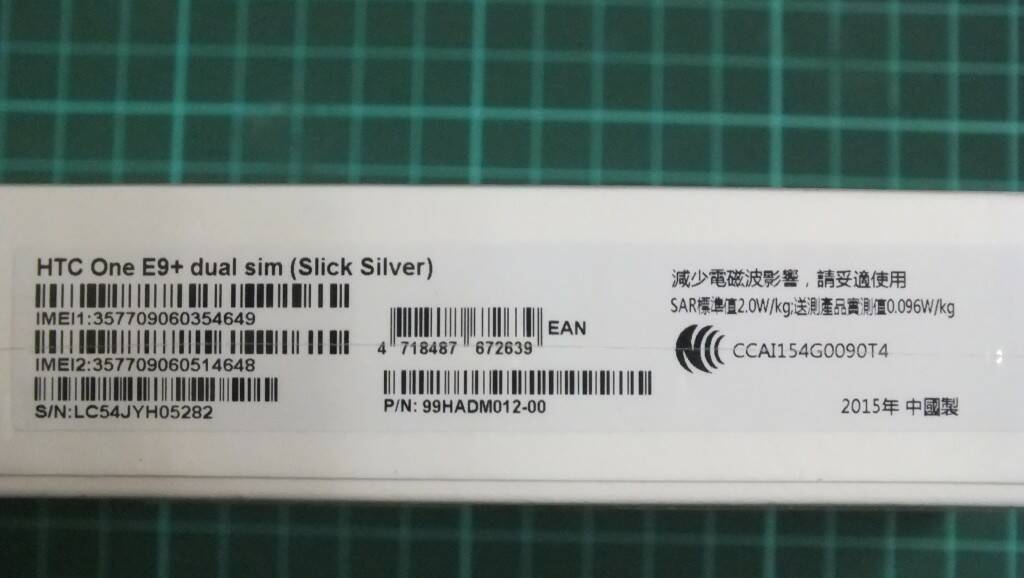 HTC One E9+ dual sim (Slick Silver)
IMEI1:357709060354649
IMEI2:357709060514648
S/N:LC54JYH05282
EAN
4 718487 672639
P/N: 99HADM012-00
減少電磁波影響，請妥適使用
SAR標準值2.0W/kg;送測產品實測值0.096W/kg
CCAI154G0090T4
2015年 中國製